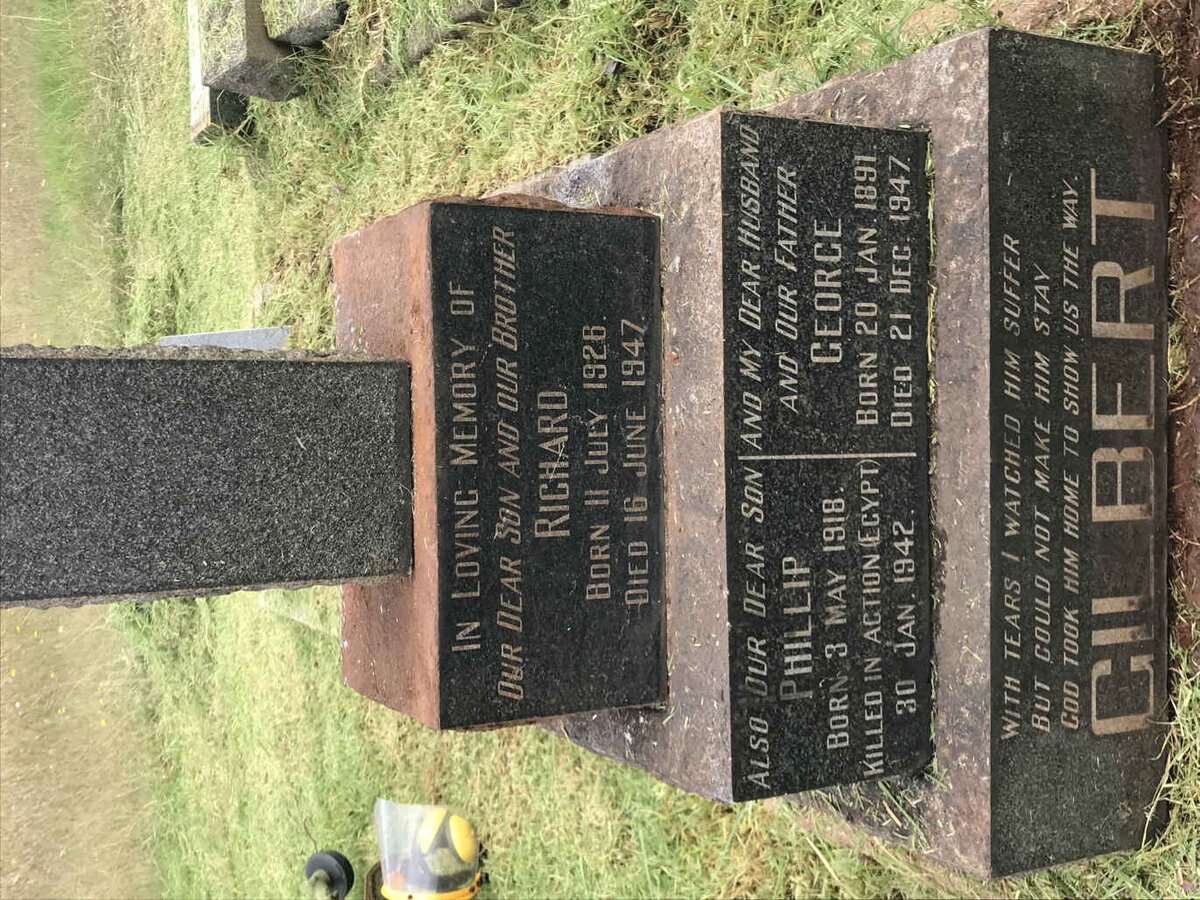 IN LOVING MEMORY OF
OUR DEAR SON AND OUR BROTHER
RICHARD
BORN 11 JULY 1926
DIED 16 JUNE 1947
ALSO OUR DEAR SON
PHILLIP
BORN 3 MAY 1918.
KILLED IN ACTION (EGYPT)
30 JAN. 1942.
AND MY DEAR HUSBAND
AND OUR FATHER
GEORGE
BORN 20 JAN. 1891.
DIED 21 DEC. 1947
WITH TEARS I WATCHED HIM SUFFER
BUT COULD NOT MAKE HIM STAY
GOD TOOK HIM HOME TO SHOW US THE WAY.
GILBERT